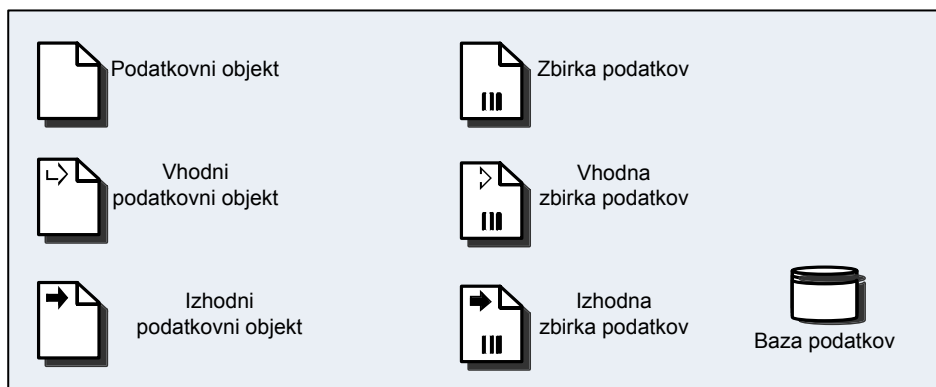 Podatkovni objekt
Zbirka podatkov
Vhodni
podatkovni objekt
Vhodna
zbirka podatkov
Izhodni
podatkovni objekt
Izhodna
zbirka podatkov
Baza podatkov